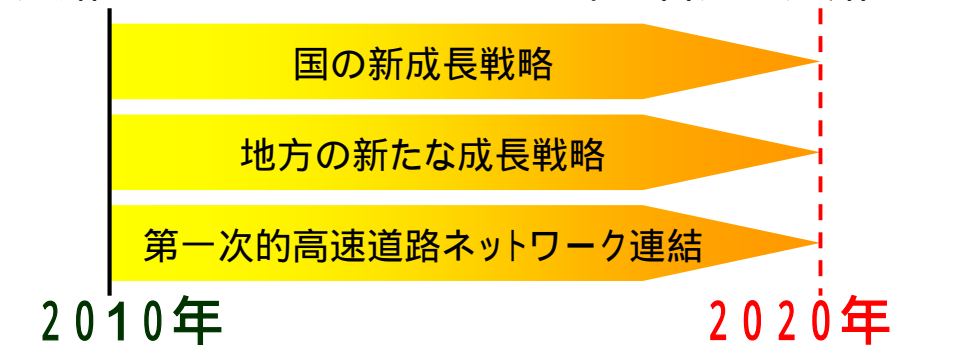 国の新成長戦略
地方の新たな成長戦略
第一次的高速道路ネットワーク連結
2010年
2020年